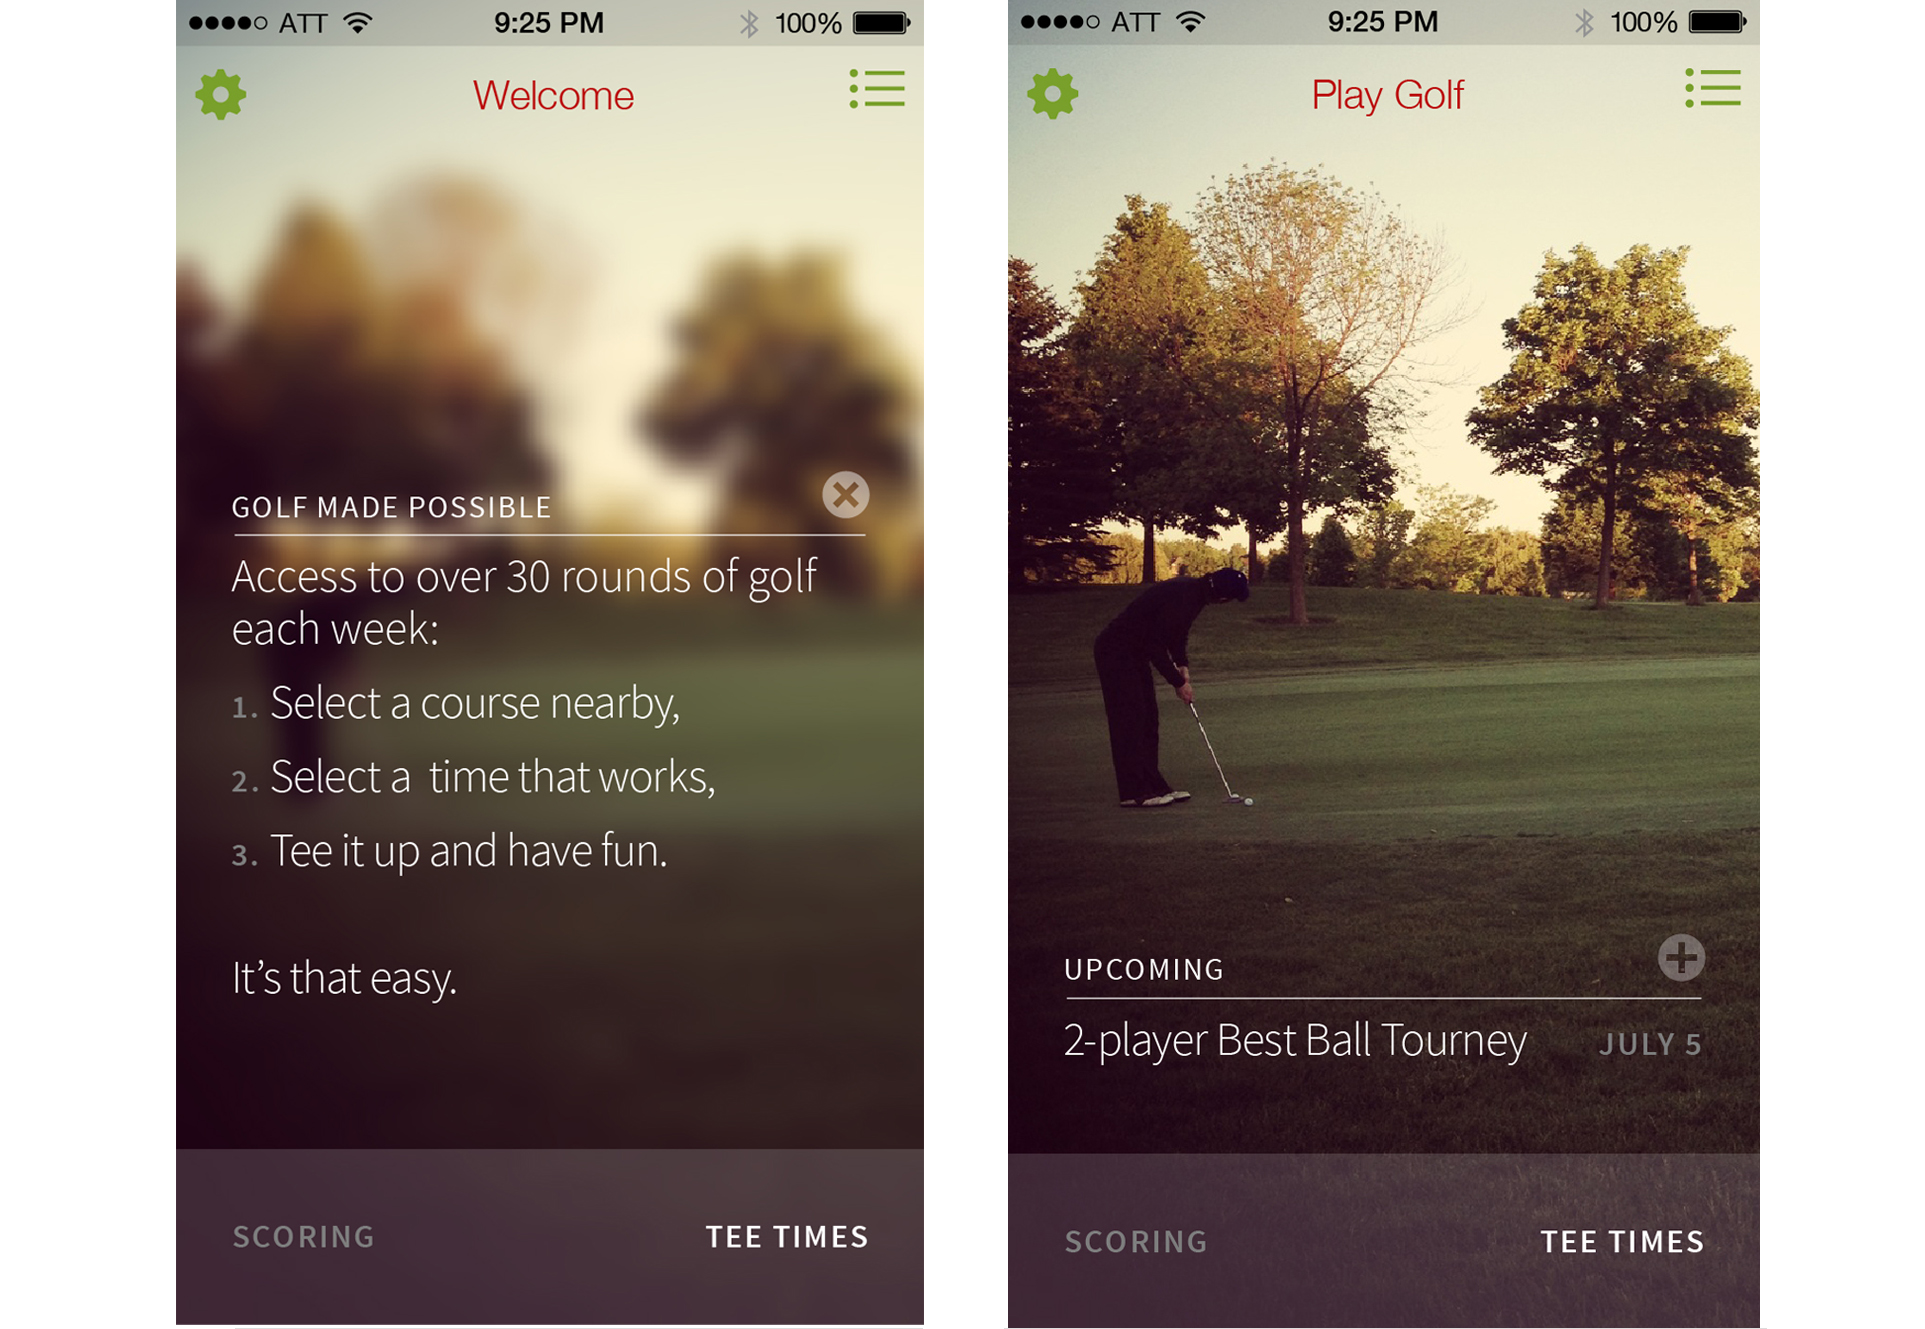 ATT 9:25 PM 100%
Welcome
GOLF MADE POSSIBLE
Access to over 30 rounds of golf
each week:
1. Select a course nearby,
2. Select a time that works,
3. Tee it up and have fun.
It's that easy.
SCORING TEE TIMES
ATT 9:25 PM 100%
Play Golf
UPCOMING
2-player Best Ball Tourney JULY 5
SCORING TEE TIMES